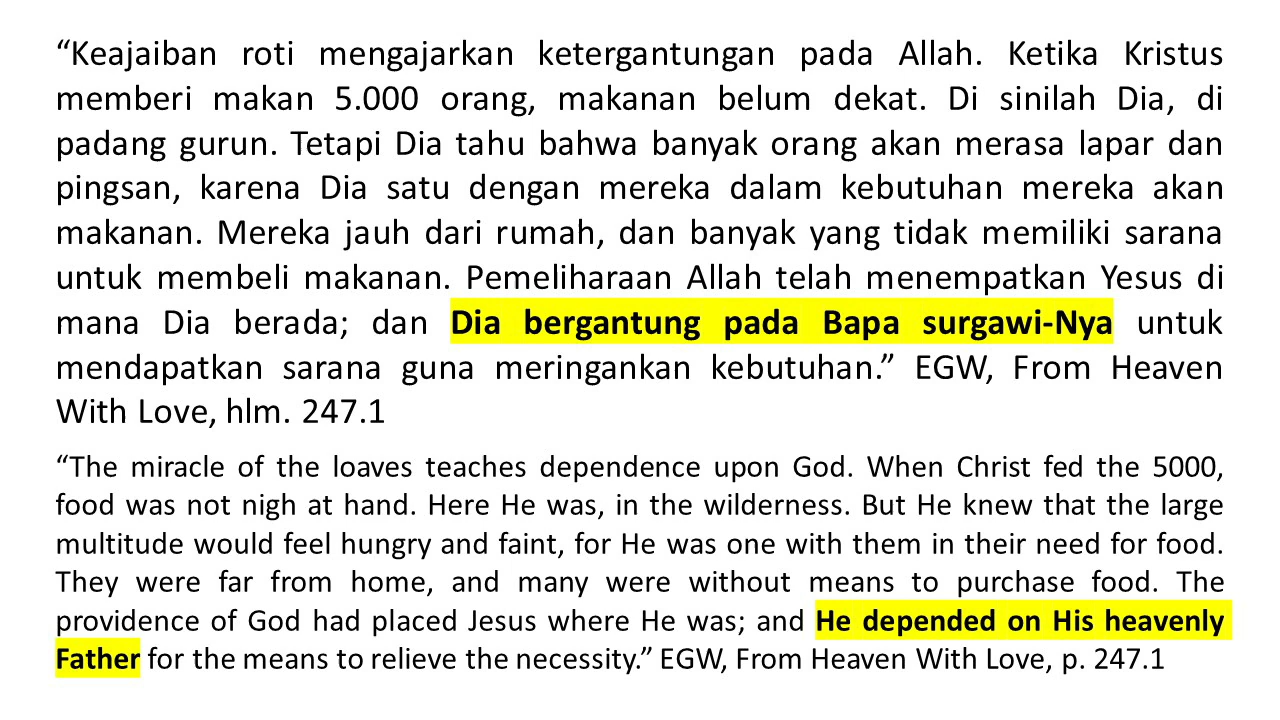 “Keajaiban roti mengajarkan ketergantungan pada Allah. Ketika Kristus
memberi makan 5.000 orang, makanan belum dekat. Di sinilah Dia, di
padang gurun. Tetapi Dia tahu bahwa banyak orang akan merasa lapar dan
pingsan, karena Dia satu dengan mereka dalam kebutuhan mereka akan
makanan. Mereka jauh dari rumah, dan banyak yang tidak memiliki sarana
untuk membeli makanan. Pemeliharaan Allah telah menempatkan Yesus di
mana Dia berada; dan Dia bergantung pada Bapa surgawi-Nya untuk
mendapatkan sarana guna meringankan kebutuhan.” EGW, From Heaven
With Love, hlm. 247.1
“The miracle of the loaves teaches dependence upon God. When Christ fed the 5000,
food was not nigh at hand. Here He was, in the wilderness. But He knew that the large
multitude would feel hungry and faint, for He was one with them in their need for food.
They were far from home, and many were without means to purchase food. The
providence of God had placed Jesus where He was; and He depended on His heavenly
Father for the means to relieve the necessity.” EGW, From Heaven With Love, p. 247.1